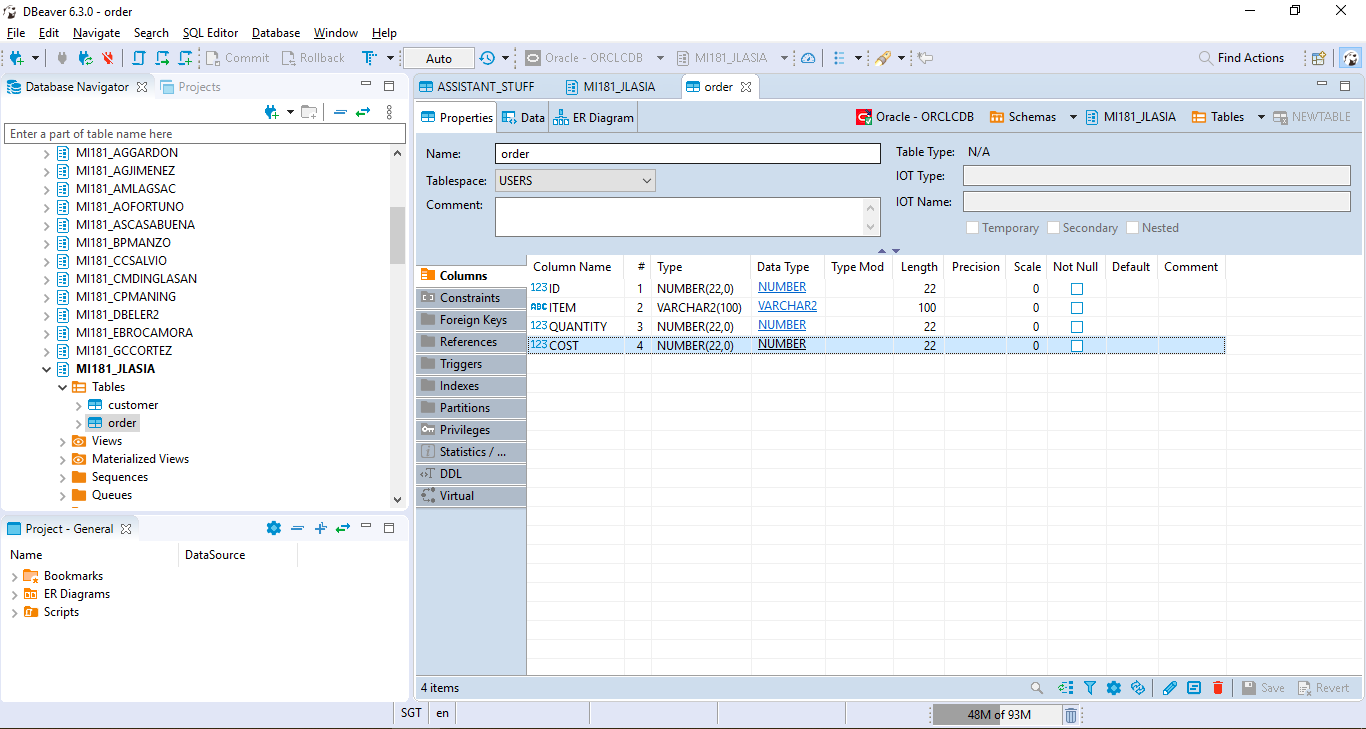 DBeaver 6.3.0 - order
File Edit Navigate Search SQL Editor Database Window Help
Commit Rollback Auto Oracle - ORCLCDB MI181_JLASIA Find Actions
Database Navigator Projects
Enter a part of table name here
MI181_AGGARDON
MI181_AGJIMENEZ
MI181_AMLAGSAC
MI181_AOFORTUNO
MI181_ASCASABUENA
MI181_BPMANZO
MI181_CCSALVIO
MI181_CMDINGLASAN
MI181_CPMANING
MI181_DBELER2
MI181_EBROCAMORA
MI181_GCCORTEZ
MI181_JLASIA
Tables
customer
order
Views
Materialized Views
Sequences
Queues
Project - General
Name DataSource
Bookmarks
ER Diagrams
Scripts
ASSISTANT_STUFF MI181_JLASIA order
Properties Data ER Diagram Oracle - ORCLCDB Schemas MI181_JLASIA Tables NEWTABLE
Name: order
Tablespace: USERS
Comment:
Table Type: N/A
IOT Type:
IOT Name:
Temporary Secondary Nested
Columns
Constraints
Foreign Keys
References
Triggers
Indexes
Partitions
Privileges
Statistics / ...
DDL
Virtual
Column Name # Type Data Type Type Mod Length Precision Scale Not Null Default Comment
123 ID 1 NUMBER(22,0) NUMBER 22 0
ABC ITEM 2 VARCHAR2(100) VARCHAR2 100 0
123 QUANTITY 3 NUMBER(22,0) NUMBER 22 0
123 COST 4 NUMBER(22,0) NUMBER 22 0
4 items Save Revert
SGT en 48M of 93M